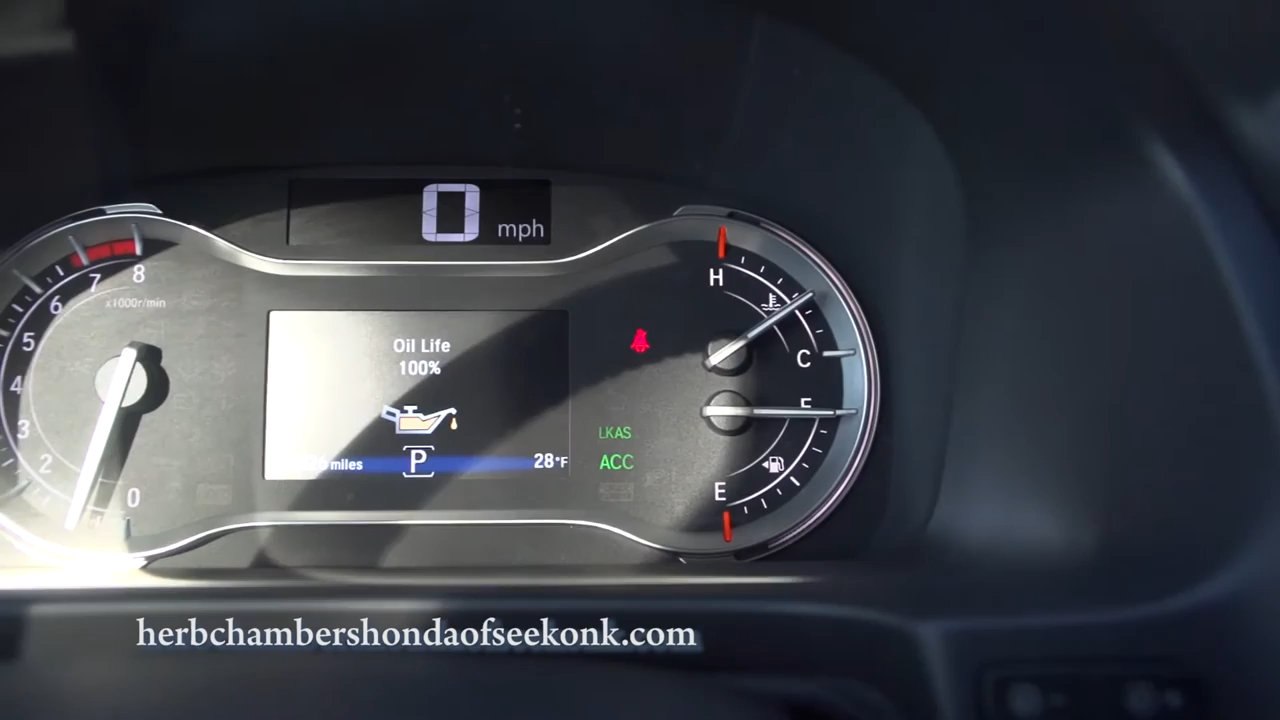 0 mph
8
7
6
5
4
3
2
0
x1000r/min
Oil Life
100%
miles
P
28°F
LKAS
ACC
H
C
F
E
herbchambershondaofseekonk.com